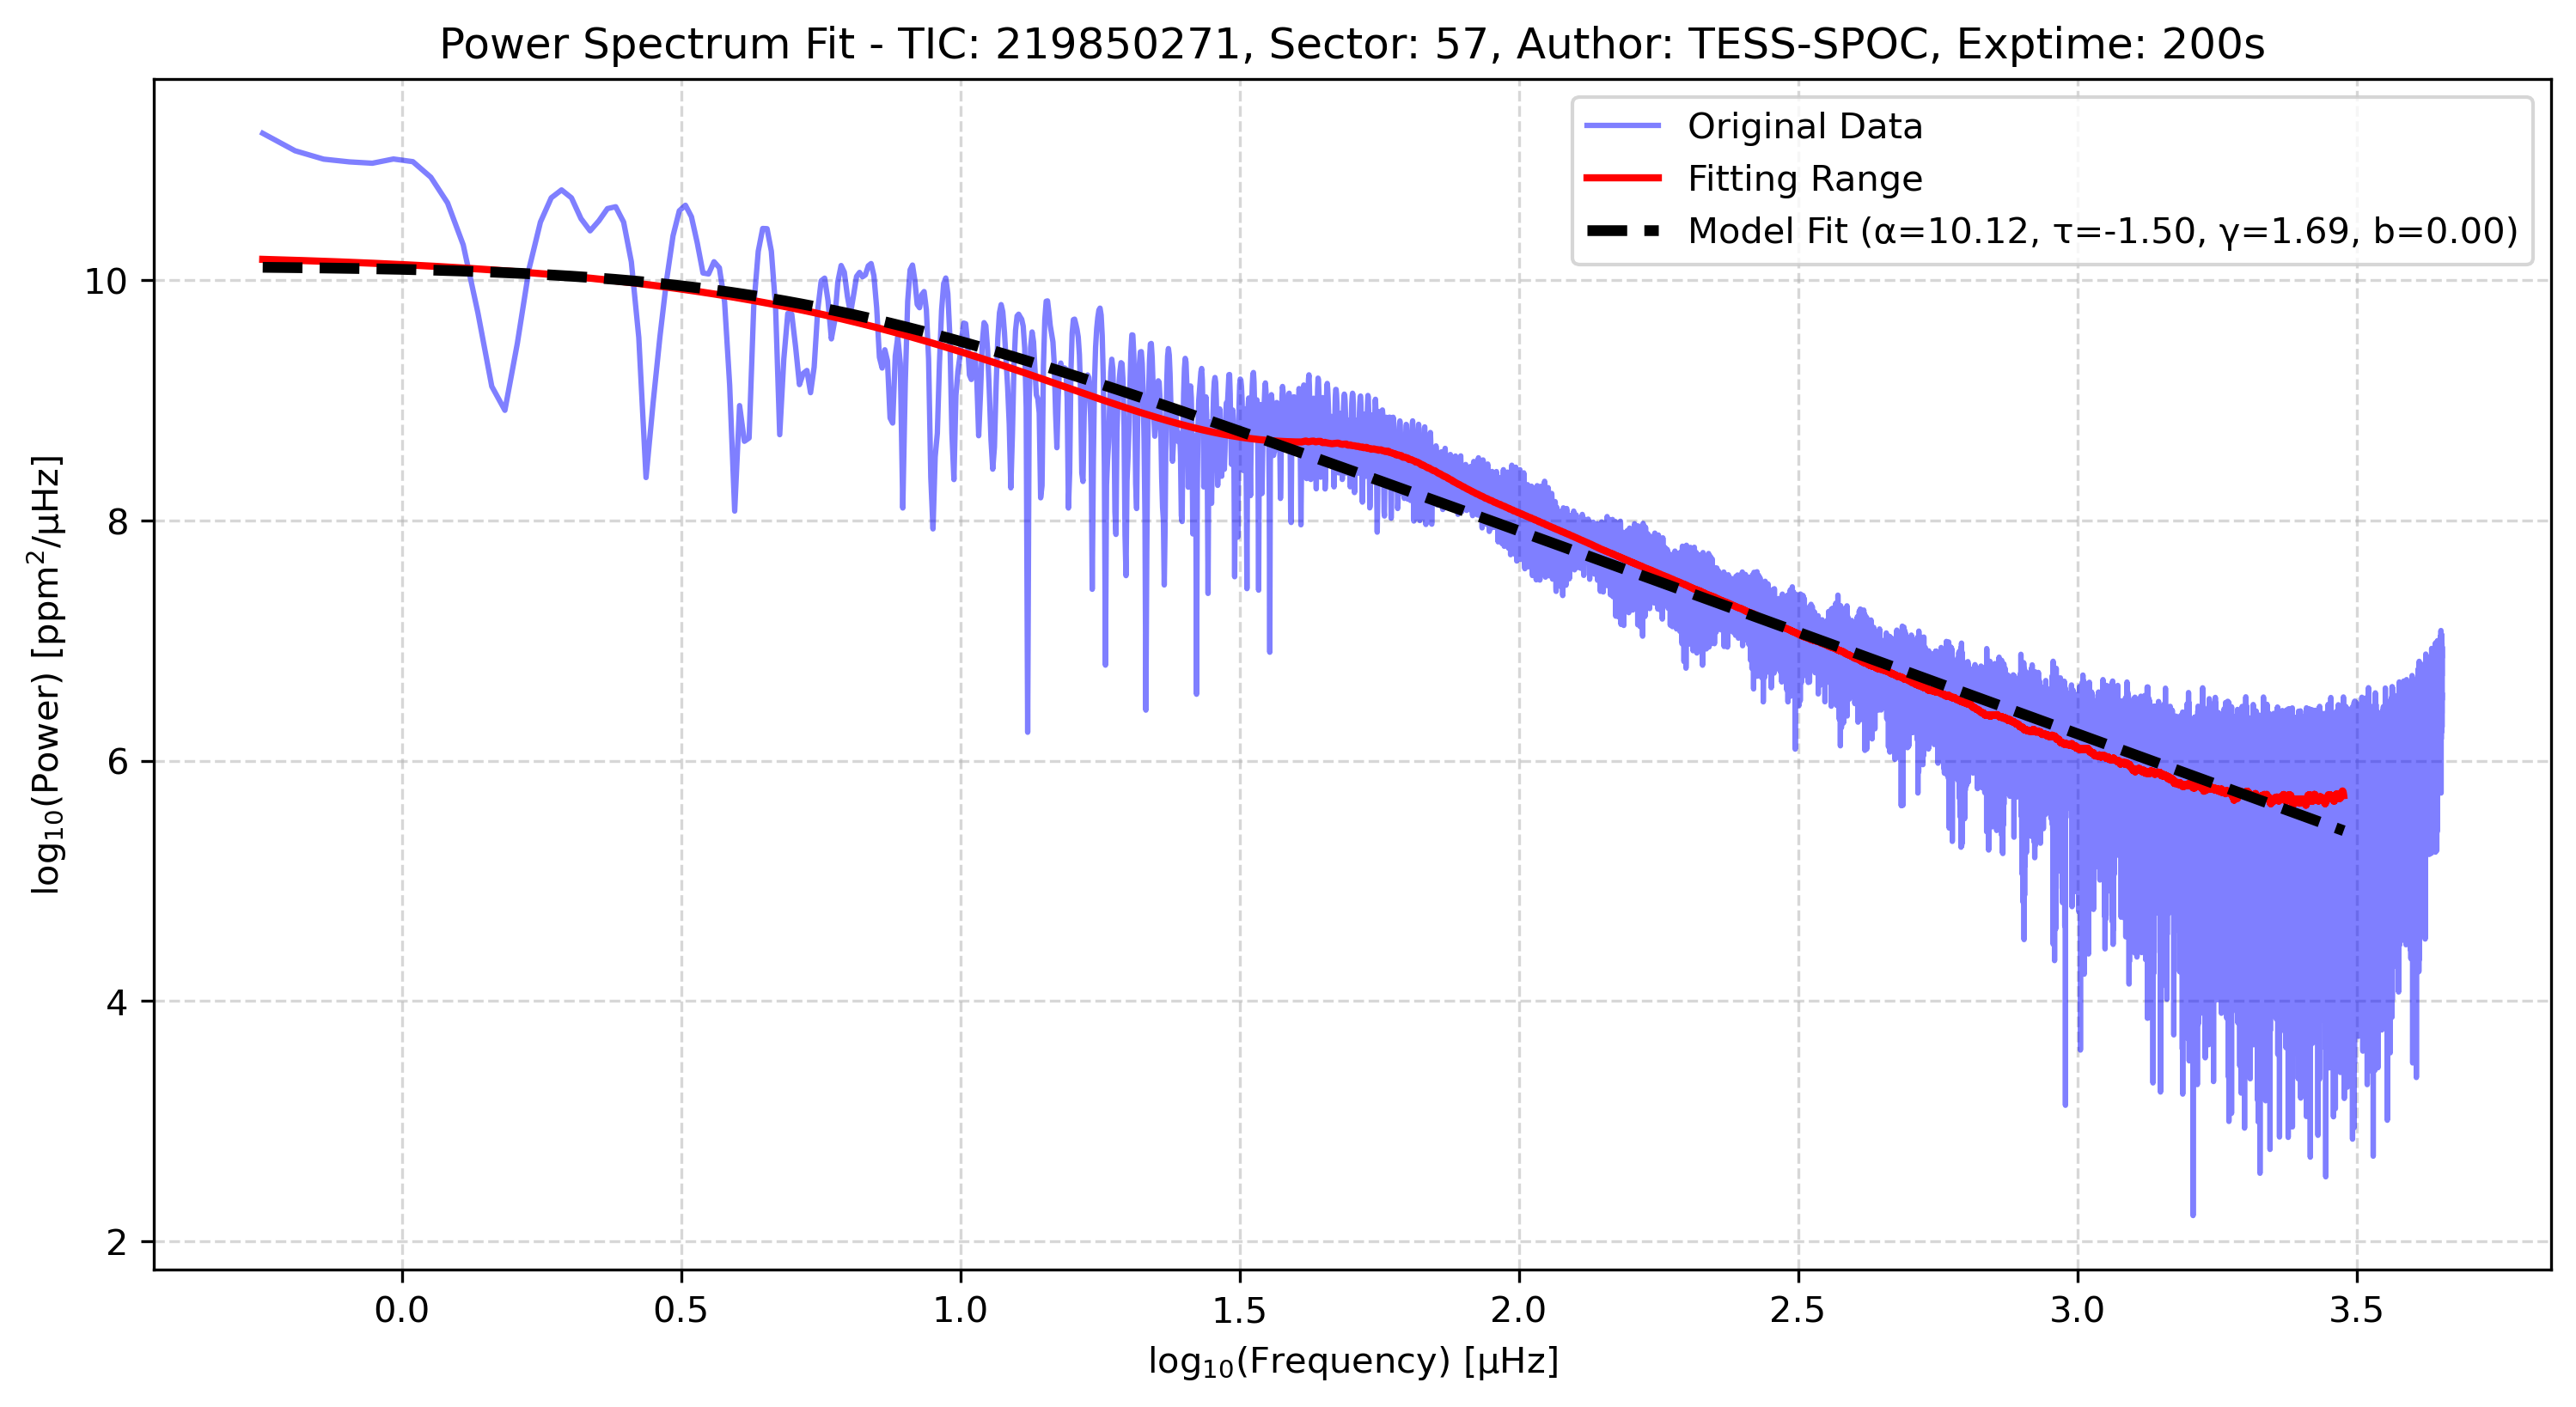 Power Spectrum Fit - TIC: 219850271, Sector: 57, Author: TESS-SPOC, Exptime: 200s
Original Data
Fitting Range
Model Fit (α=10.12, τ=-1.50, γ=1.69, b=0.00)
log₁₀(Power) [ppm²/μHz]
10
8
6
4
2
0.0 0.5 1.0 1.5 2.0 2.5 3.0 3.5
log₁₀(Frequency) [μHz]